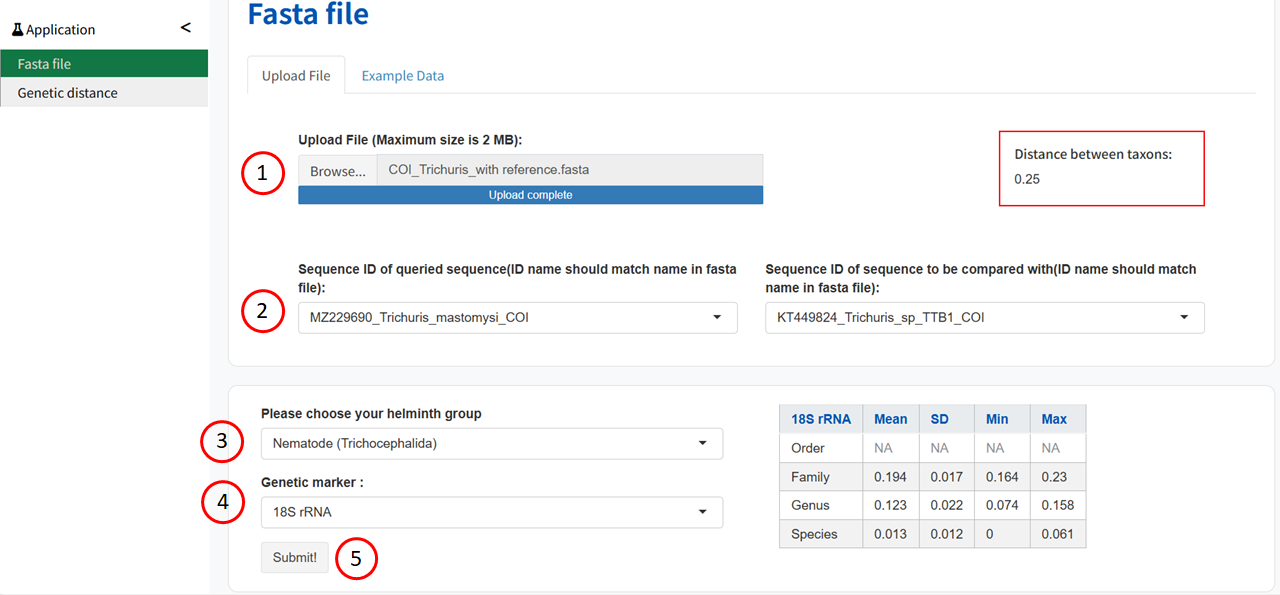 Application <
Fasta file
Genetic distance
Fasta file
Upload File Example Data
Upload File (Maximum size is 2 MB):
1
Browse... COI_Trichuris_with reference.fasta
Upload complete
Distance between taxons:
0.25
Sequence ID of queried sequence(ID name should match name in fasta
file):
2
MZ229690_Trichuris_mastomysi_COI
Sequence ID of sequence to be compared with(ID name should match
name in fasta file):
KT449824_Trichuris_sp_TTB1_COI
Please choose your helminth group
3
Nematode (Trichocephalida)
Genetic marker :
4
18S rRNA
Submit!
5
18S rRNA Mean SD Min Max
Order NA NA NA NA
Family 0.194 0.017 0.164 0.23
Genus 0.123 0.022 0.074 0.158
Species 0.013 0.012 0 0.061